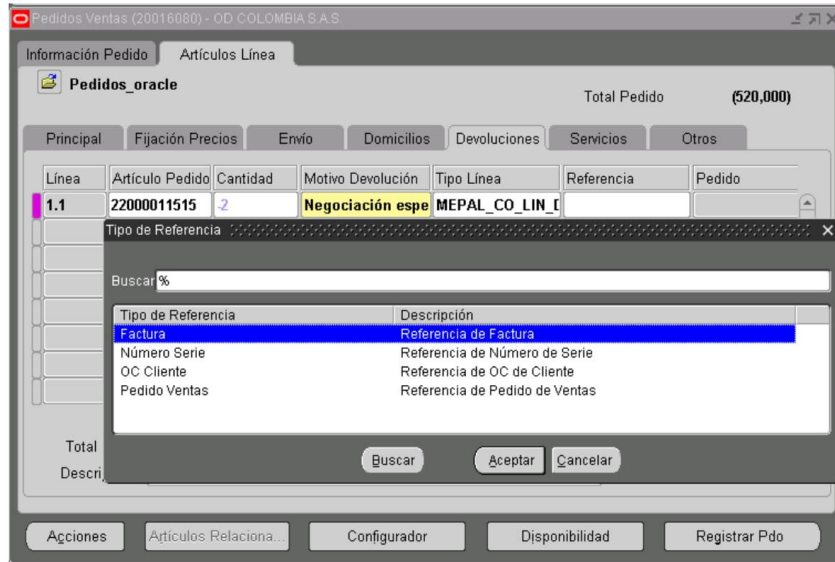 Pedidos Ventas (20016080) - OD COLOMBIA S.A.S.
Información Pedido Artículos Línea
Pedidos_oracle
Total Pedido (520,000)
Principal Fijación Precios Envío Domicilios Devoluciones Servicios Otros
Línea Artículo Pedido Cantidad Motivo Devolución Tipo Línea Referencia Pedido
1.1 22000011515 -2 Negociación espe MEPAL_CO_LIN_D
Tipo de Referencia
Buscar %
Tipo de Referencia Descripción
Factura Referencia de Factura
Número Serie Referencia de Número de Serie
OC Cliente Referencia de OC de Cliente
Pedido Ventas Referencia de Pedido de Ventas
Total
Buscar Aceptar Cancelar
Descri
Acciones Artículos Relaciona... Configurador Disponibilidad Registrar Pdo